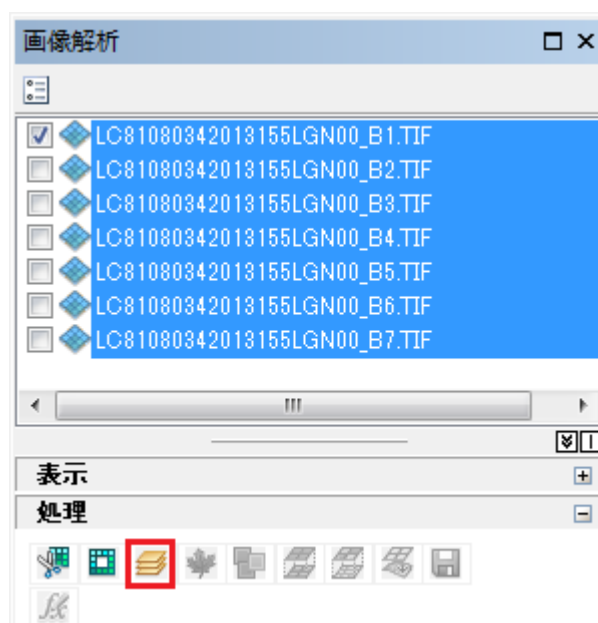 画像解析
LC81080342013155LGN00_B1.TIF
LC81080342013155LGN00_B2.TIF
LC81080342013155LGN00_B3.TIF
LC81080342013155LGN00_B4.TIF
LC81080342013155LGN00_B5.TIF
LC81080342013155LGN00_B6.TIF
LC81080342013155LGN00_B7.TIF
表示
処理
fx